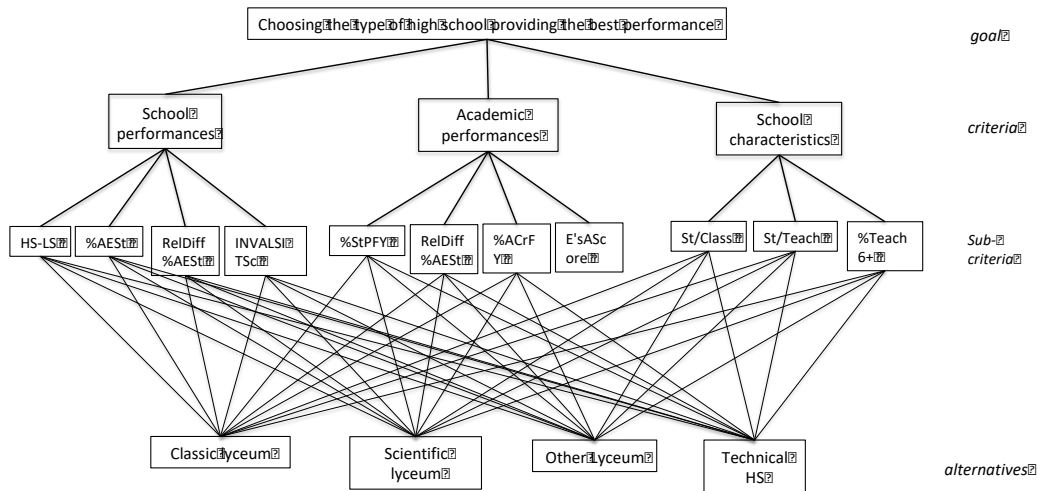 Choosing the type of high school providing the best performance
goal
School
performances
Academic
performances
School
characteristics
criteria
HS-LS
%AESt
RelDiff
%AESt
INVALSI
TSc
%StPFY
RelDiff
%AESt
%ACrF
Y
E'sASc
ore
St/Class
St/Teach
%Teach
6+
Sub-
criteria
Classic lyceum
Scientific
lyceum
Other Lyceum
Technical
HS
alternatives